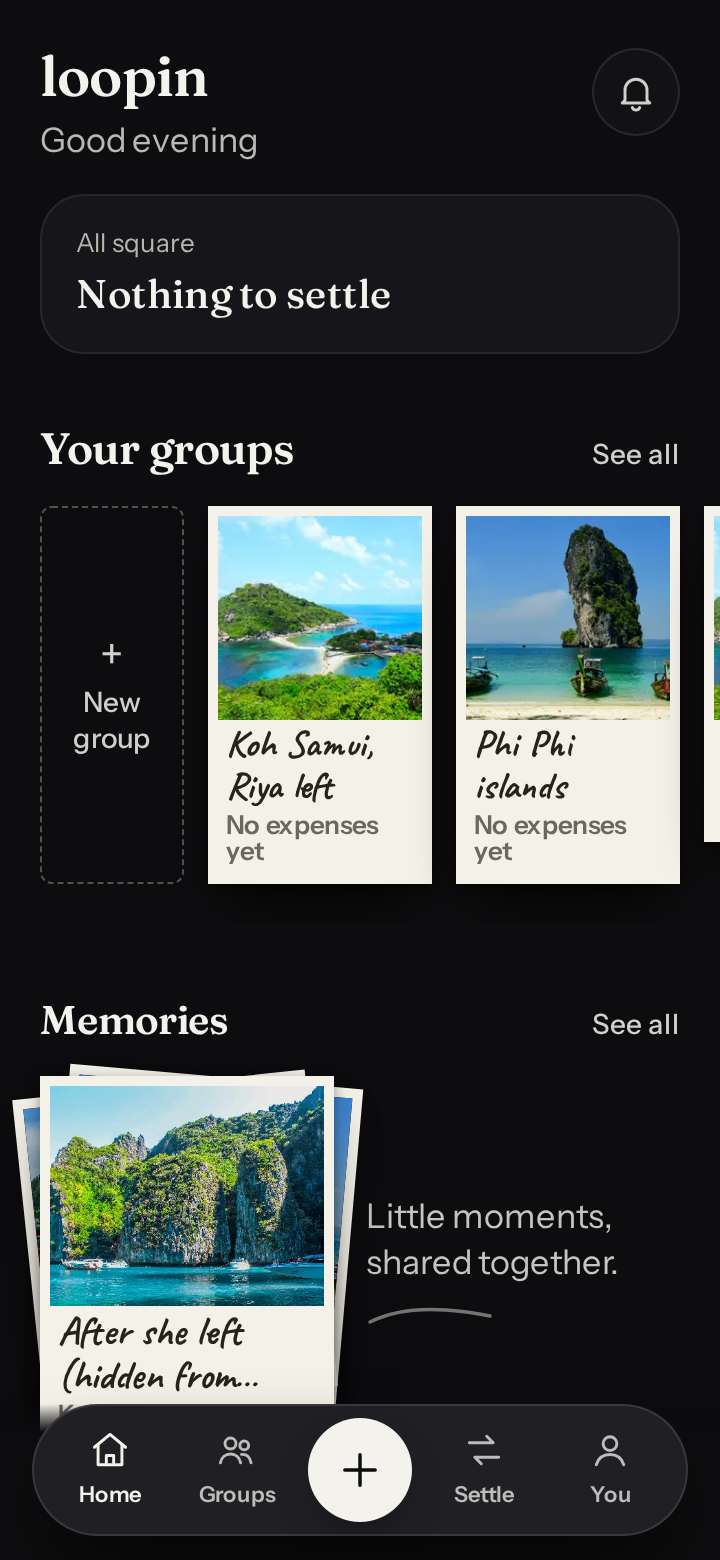 loopin
Good evening
All square
Nothing to settle
Your groups
See all
+
New
group
Koh Samui,
Riya left
No expenses
yet
Phi Phi
islands
No expenses
yet
Memories
See all
After she left
(hidden from...
Little moments,
shared together.
Home
Groups
Settle
You